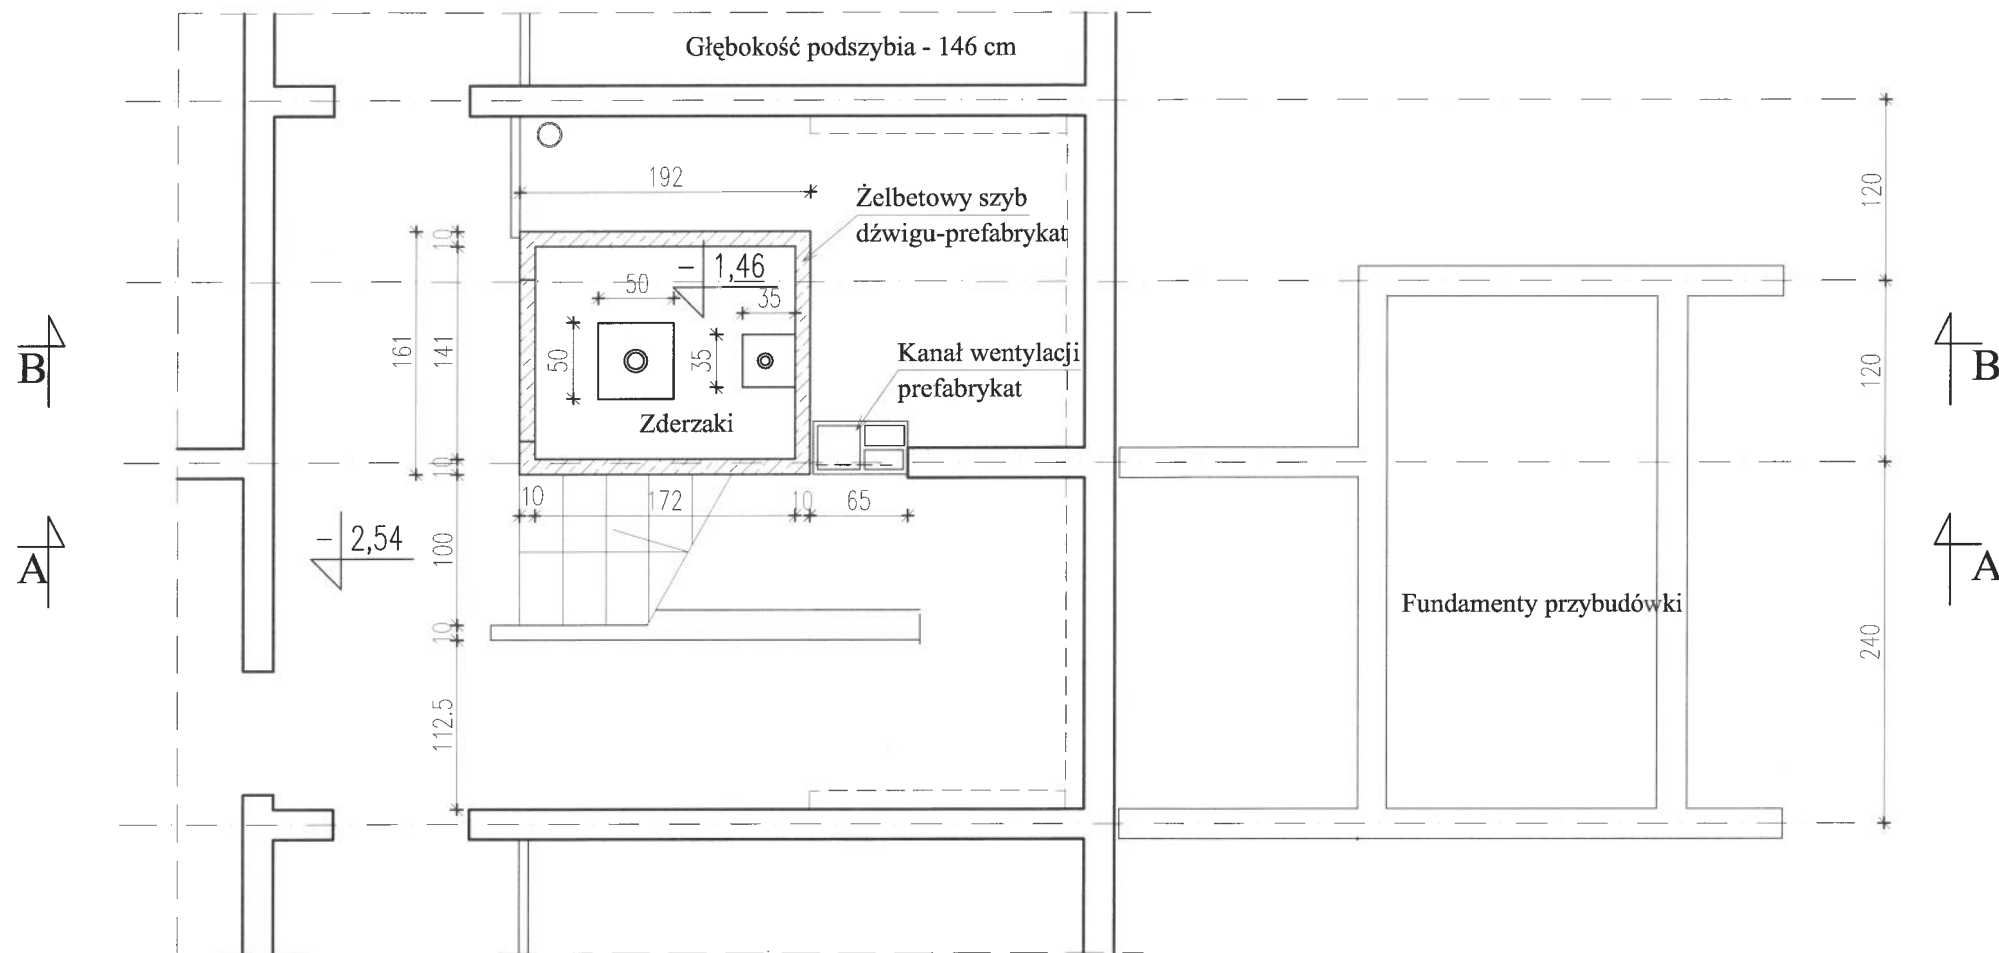 Głębokość podszybia - 146 cm
192
120
Żelbetowy szyb
dźwigu-prefabrykat
10
- 1,46
50
35
161
141
50
35
Kanał wentylacji
prefabrykat
120
B
B
Zderzaki
10
10
172
10
65
- 2,54
100
A
A
Fundamenty przybudówki
10
240
112.5